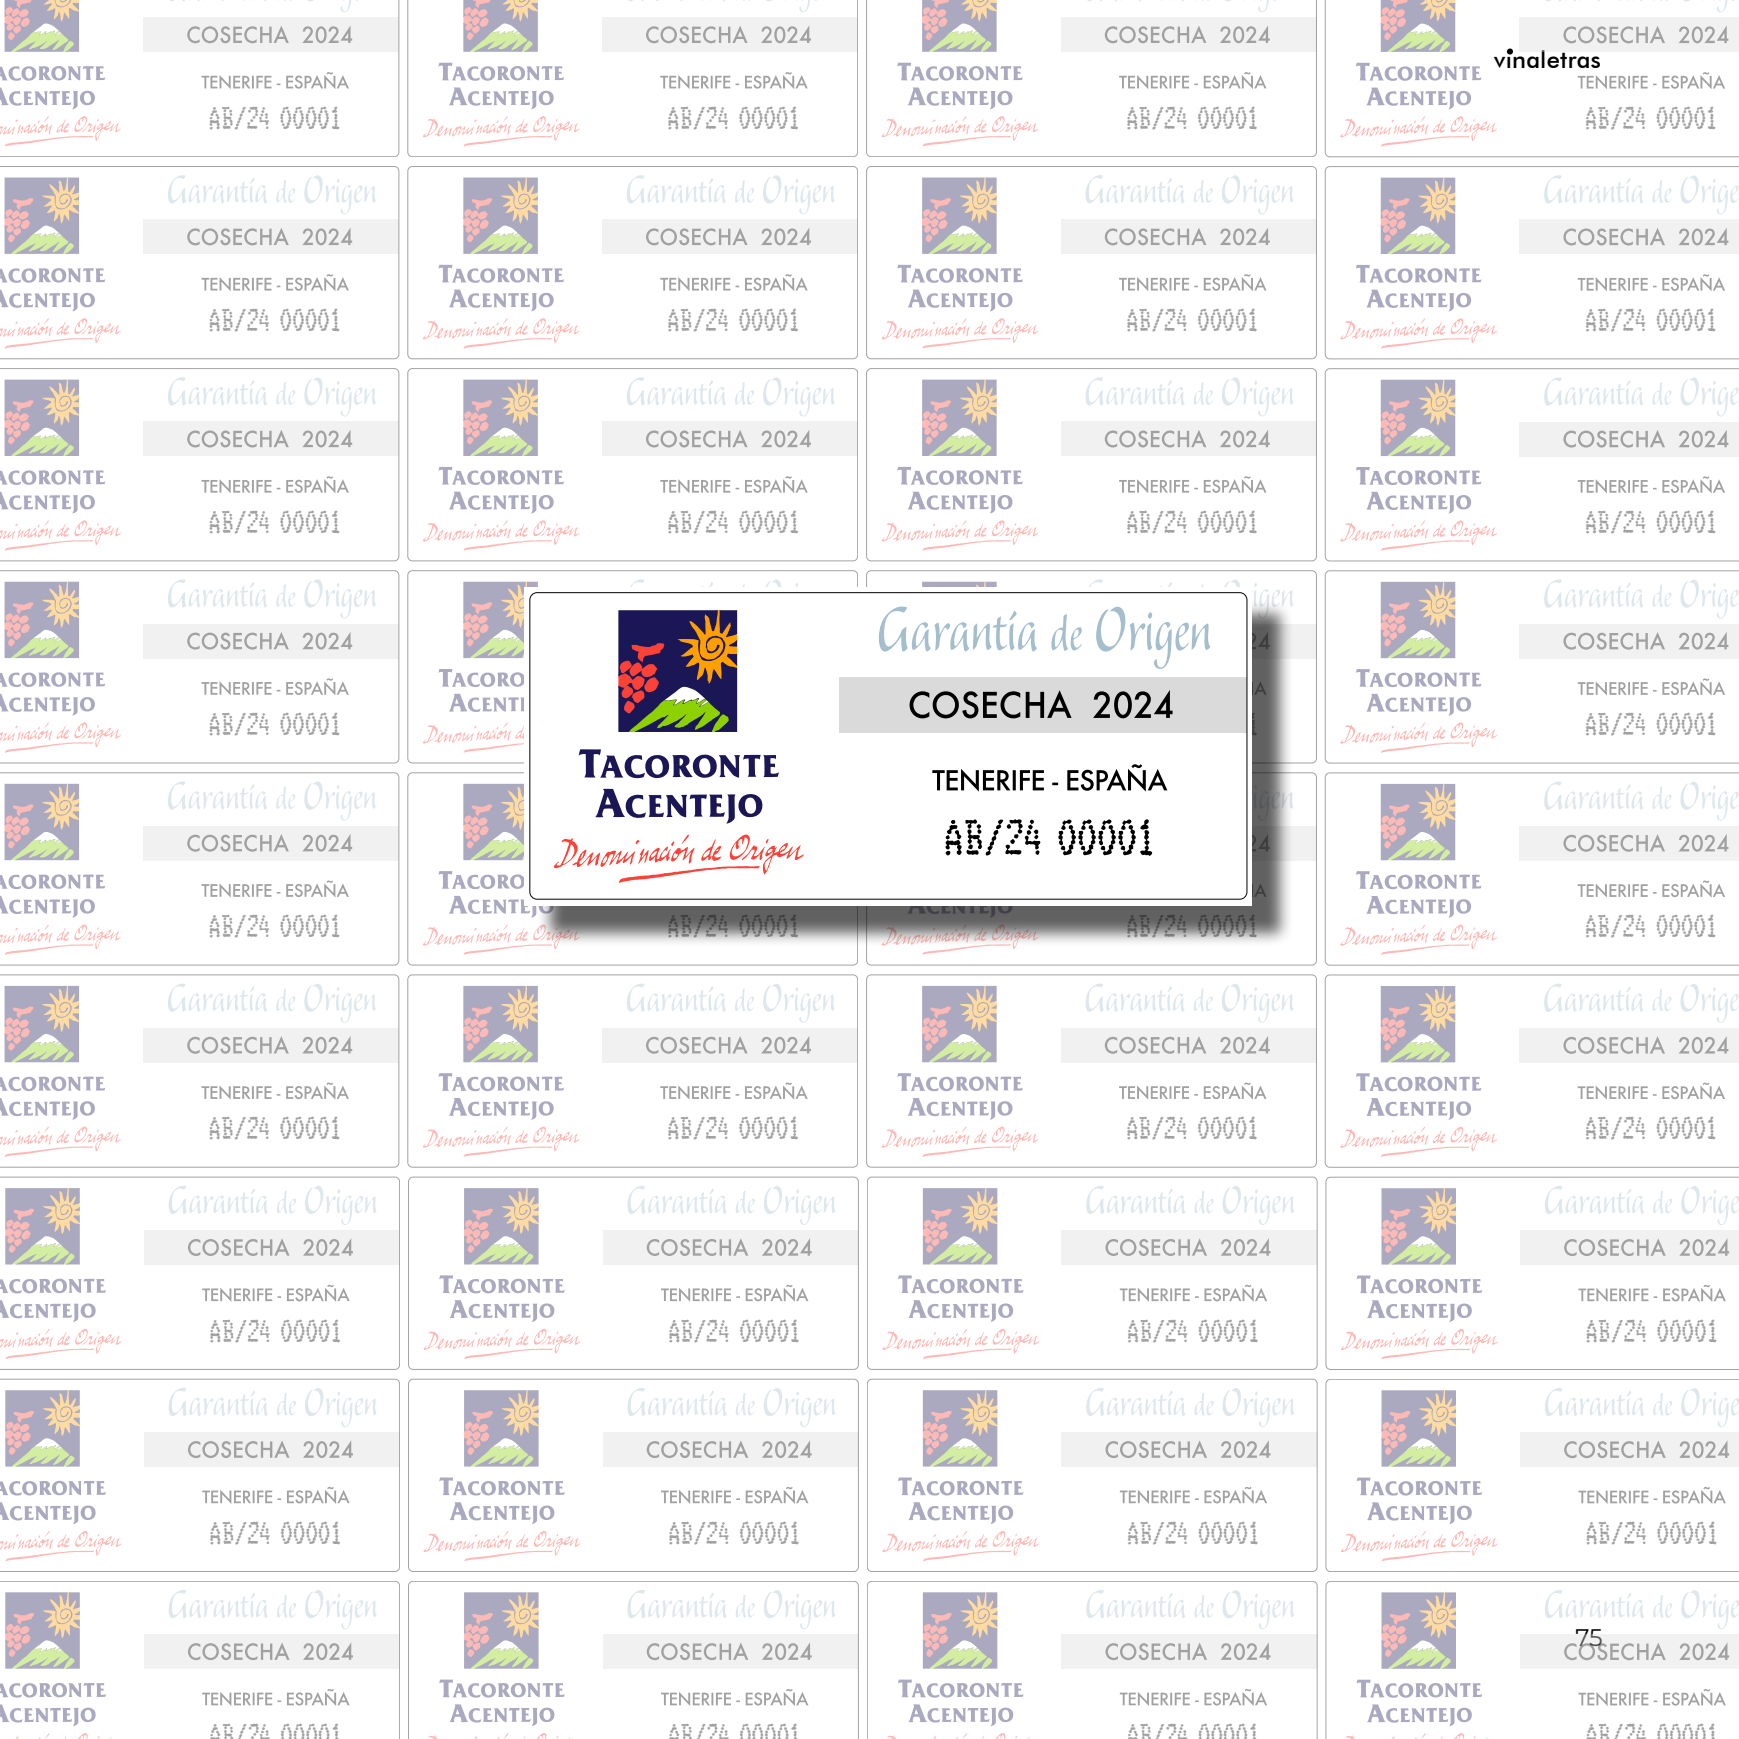 vinaletras
Garantía de Origen
COSECHA 2024
TACORONTE
ACENTEJO
TENERIFE - ESPAÑA
Denominación de Origen
AB/24 00001
75